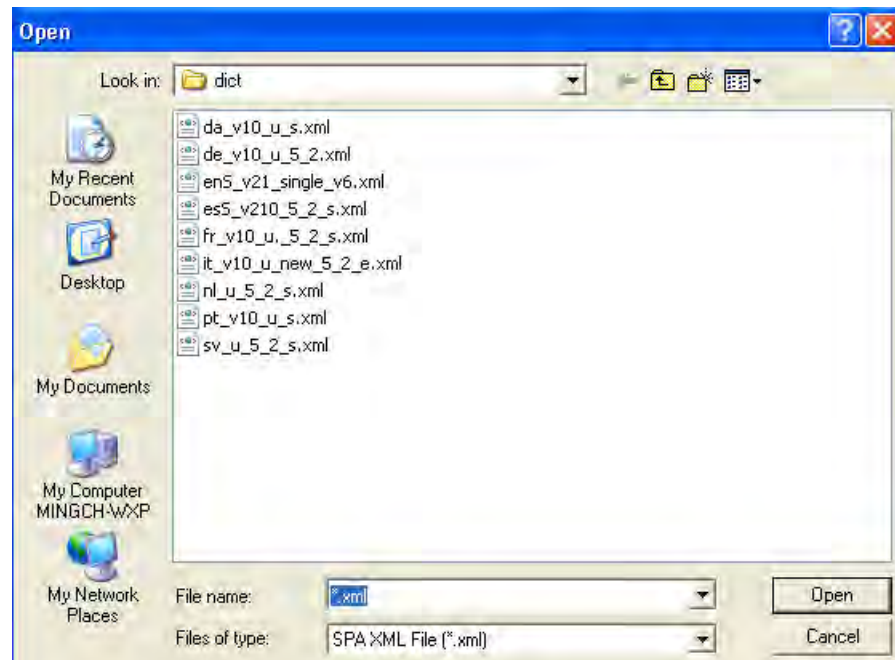 Open
Look in:
dict
da_v10_u_s.xml
de_v10_u_5_2.xml
en5_v21_single_v6.xml
es5_v210_5_2_s.xml
fr_v10_u._5_2_s.xml
it_v10_u_new_5_2_e.xml
nl_u_5_2_s.xml
pt_v10_u_s.xml
sv_u_5_2_s.xml
My Recent
Documents
Desktop
My Documents
My Computer
MINGCH-WXP
My Network
Places
File name:
*.xml
Open
Files of type:
SPA XML File (*.xml)
Cancel